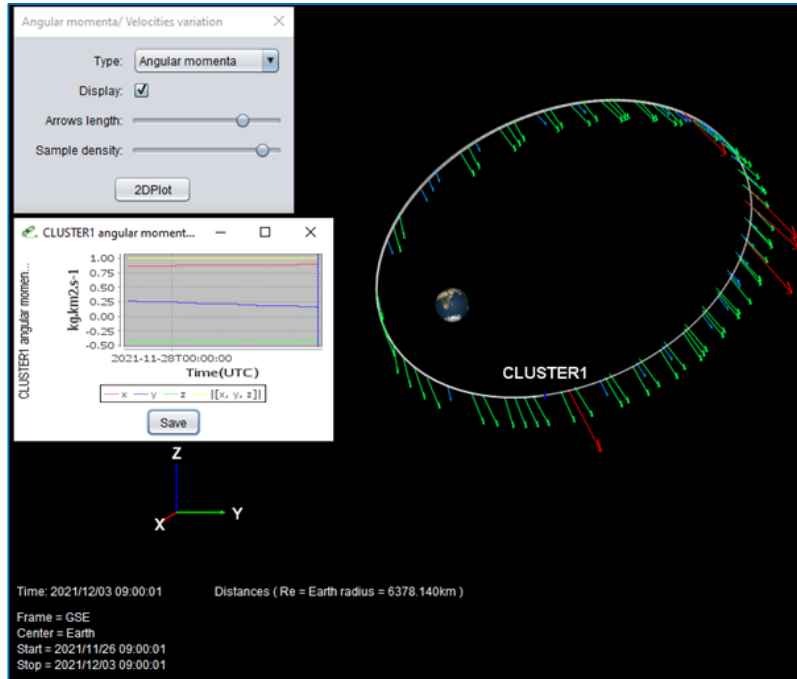 Angular momenta/ Velocities variation
Type: Angular momenta
Display:
Arrows length:
Sample density:
2DPlot
CLUSTER1 angular moment...
CLUSTER1 angular momen...
kg.km2.s-1
1.00
0.75
0.50
0.25
0.00
-0.25
-0.50
2021-11-28T00:00:00
Time(UTC)
x y z |[x, y, z]|
Save
CLUSTER1
Z
X
Y
Time: 2021/12/03 09:00:01 Distances ( Re = Earth radius = 6378.140km )
Frame = GSE
Center = Earth
Start = 2021/11/26 09:00:01
Stop = 2021/12/03 09:00:01